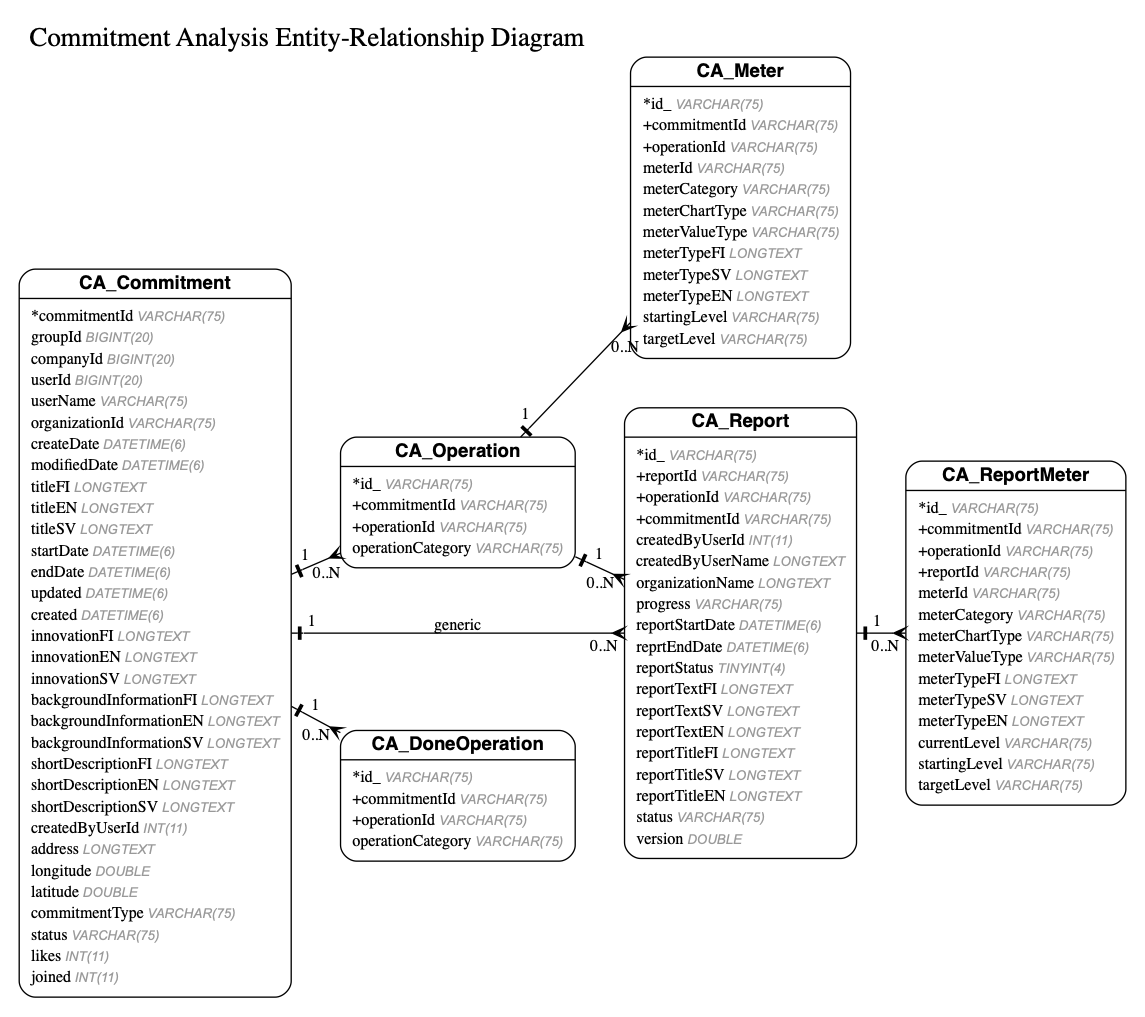 Commitment Analysis Entity-Relationship Diagram
CA_Meter
*id_ VARCHAR(75)
+commitmentId VARCHAR(75)
+operationId VARCHAR(75)
meterId VARCHAR(75)
meterCategory VARCHAR(75)
meterChartType VARCHAR(75)
meterValueType VARCHAR(75)
meterTypeFI LONGTEXT
meterTypeSV LONGTEXT
meterTypeEN LONGTEXT
startingLevel VARCHAR(75)
targetLevel VARCHAR(75)
CA_Commitment
*commitmentId VARCHAR(75)
groupId BIGINT(20)
companyId BIGINT(20)
userId BIGINT(20)
userName VARCHAR(75)
organizationId VARCHAR(75)
createDate DATETIME(6)
modifiedDate DATETIME(6)
titleFI LONGTEXT
titleEN LONGTEXT
titleSV LONGTEXT
startDate DATETIME(6)
endDate DATETIME(6)
updated DATETIME(6)
created DATETIME(6)
innovationFI LONGTEXT
innovationEN LONGTEXT
innovationSV LONGTEXT
backgroundInformationFI LONGTEXT
backgroundInformationEN LONGTEXT
backgroundInformationSV LONGTEXT
shortDescriptionFI LONGTEXT
shortDescriptionEN LONGTEXT
shortDescriptionSV LONGTEXT
createdByUserId INT(11)
address LONGTEXT
longitude DOUBLE
latitude DOUBLE
commitmentType VARCHAR(75)
status VARCHAR(75)
likes INT(11)
joined INT(11)
1
0..N
CA_Operation
*id_ VARCHAR(75)
+commitmentId VARCHAR(75)
+operationId VARCHAR(75)
operationCategory VARCHAR(75)
1
0..N
1
0..N
1
generic
0..N
1
0..N
CA_DoneOperation
*id_ VARCHAR(75)
+commitmentId VARCHAR(75)
+operationId VARCHAR(75)
operationCategory VARCHAR(75)
CA_Report
*id_ VARCHAR(75)
+reportId VARCHAR(75)
+operationId VARCHAR(75)
+commitmentId VARCHAR(75)
createdByUserId INT(11)
createdByUserName LONGTEXT
organizationName LONGTEXT
progress VARCHAR(75)
reportStartDate DATETIME(6)
reprtEndDate DATETIME(6)
reportStatus TINYINT(4)
reportTextFI LONGTEXT
reportTextSV LONGTEXT
reportTextEN LONGTEXT
reportTitleFI LONGTEXT
reportTitleSV LONGTEXT
reportTitleEN LONGTEXT
status VARCHAR(75)
version DOUBLE
1
0..N
CA_ReportMeter
*id_ VARCHAR(75)
+commitmentId VARCHAR(75)
+operationId VARCHAR(75)
+reportId VARCHAR(75)
meterId VARCHAR(75)
meterCategory VARCHAR(75)
meterChartType VARCHAR(75)
meterValueType VARCHAR(75)
meterTypeFI LONGTEXT
meterTypeSV LONGTEXT
meterTypeEN LONGTEXT
currentLevel VARCHAR(75)
startingLevel VARCHAR(75)
targetLevel VARCHAR(75)